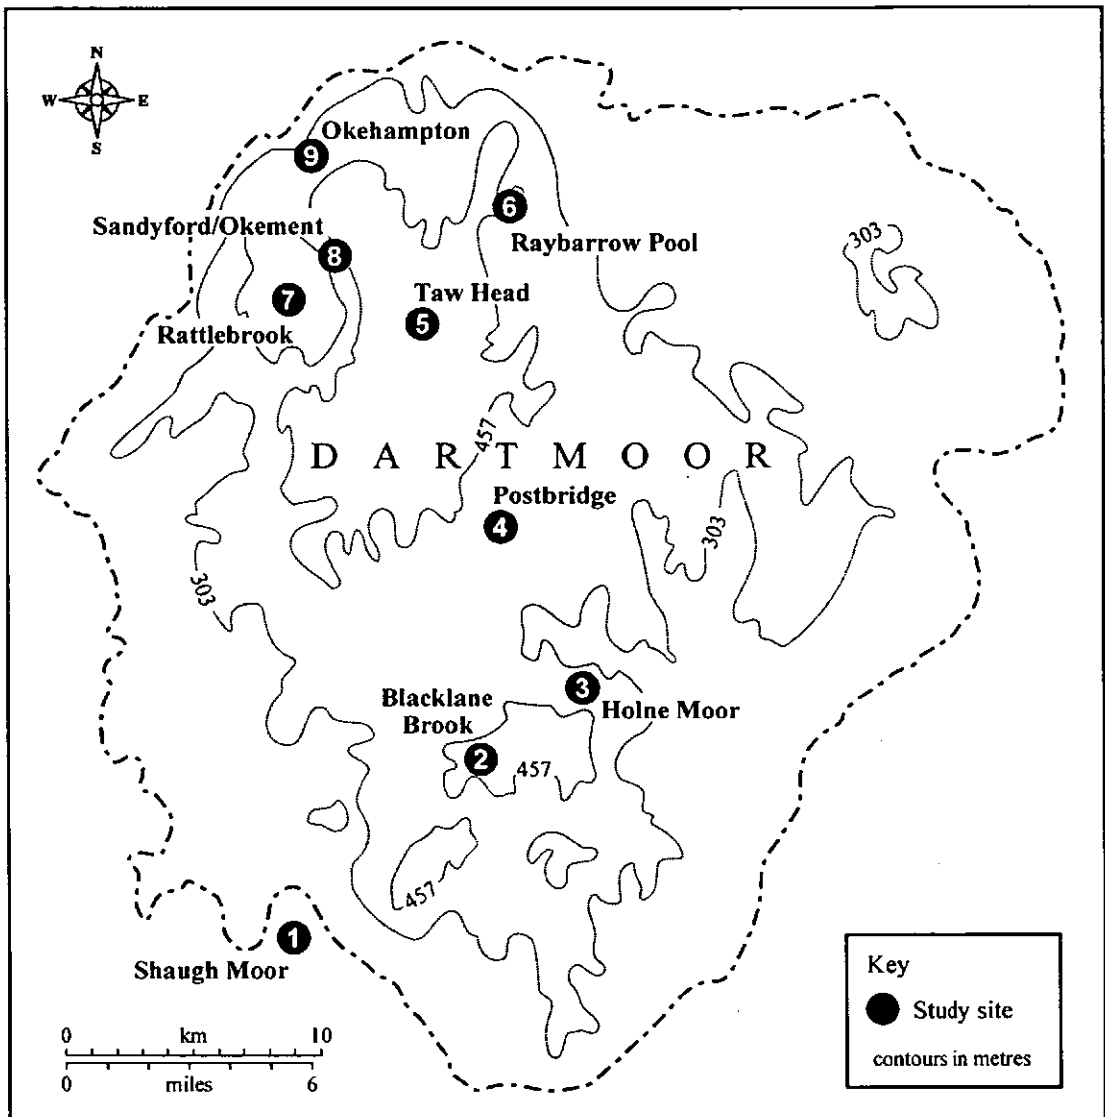 N
W E
S
Okehampton
9
6
Sandyford/Okement
8
Raybarrow Pool
303
7
Taw Head
5
Rattlebrook
457
DARTMOOR
Postbridge
4
303
303
3
Blacklane
Brook
Holne Moor
2
457
457
1
Shaugh Moor
Key
Study site
contours in metres
0 km 10
0 miles 6